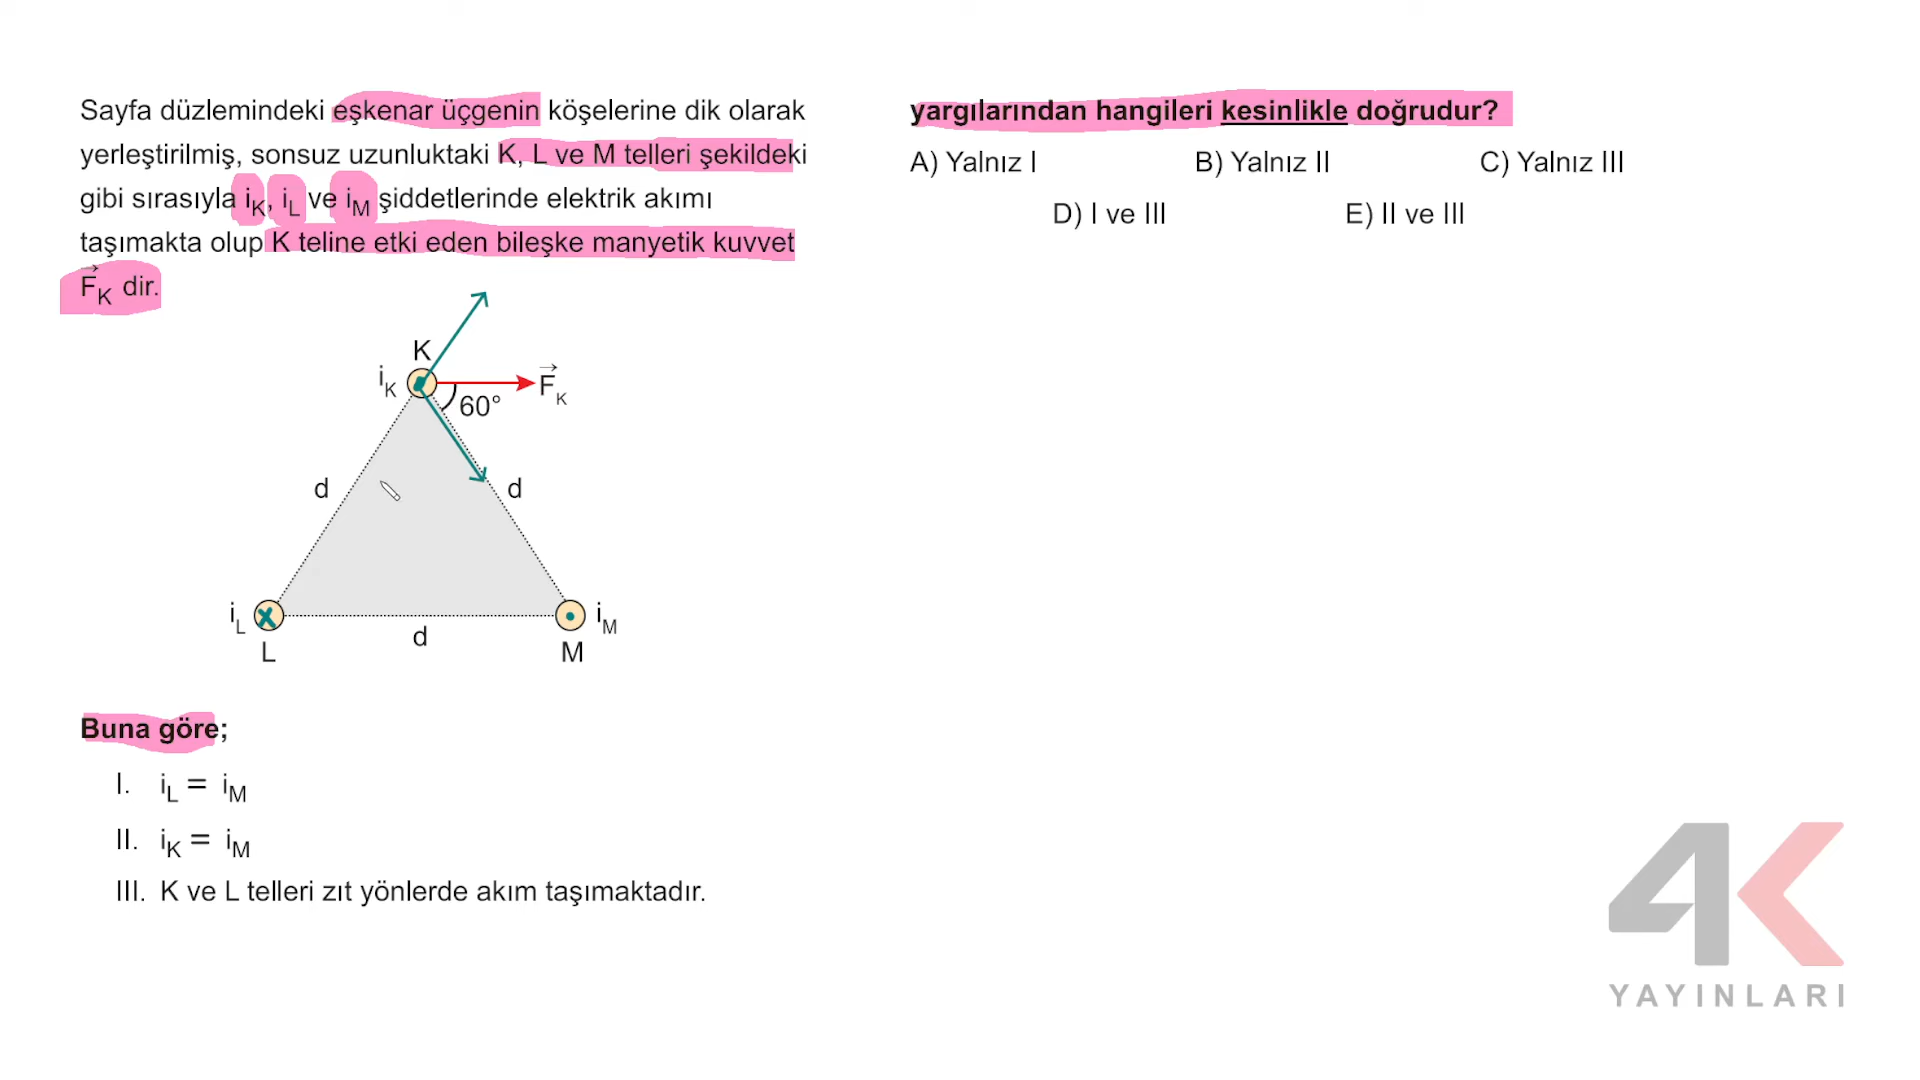 Sayfa düzlemindeki eşkenar üçgenin köşelerine dik olarak
yerleştirilmiş, sonsuz uzunluktaki K, L ve M telleri şekildeki
gibi sırasıyla iK, iL ve iM şiddetlerinde elektrik akımı
taşımakta olup K teline etki eden bileşke manyetik kuvvet
F⃗K dir.
K
iK
F⃗K
60°
d
d
iL
iM
d
L
M
Buna göre;
I. iL = iM
II. iK = iM
III. K ve L telleri zıt yönlerde akım taşımaktadır.
yargılarından hangileri kesinlikle doğrudur?
A) Yalnız I B) Yalnız II C) Yalnız III
D) I ve III E) II ve III
4K
YAYINLARI